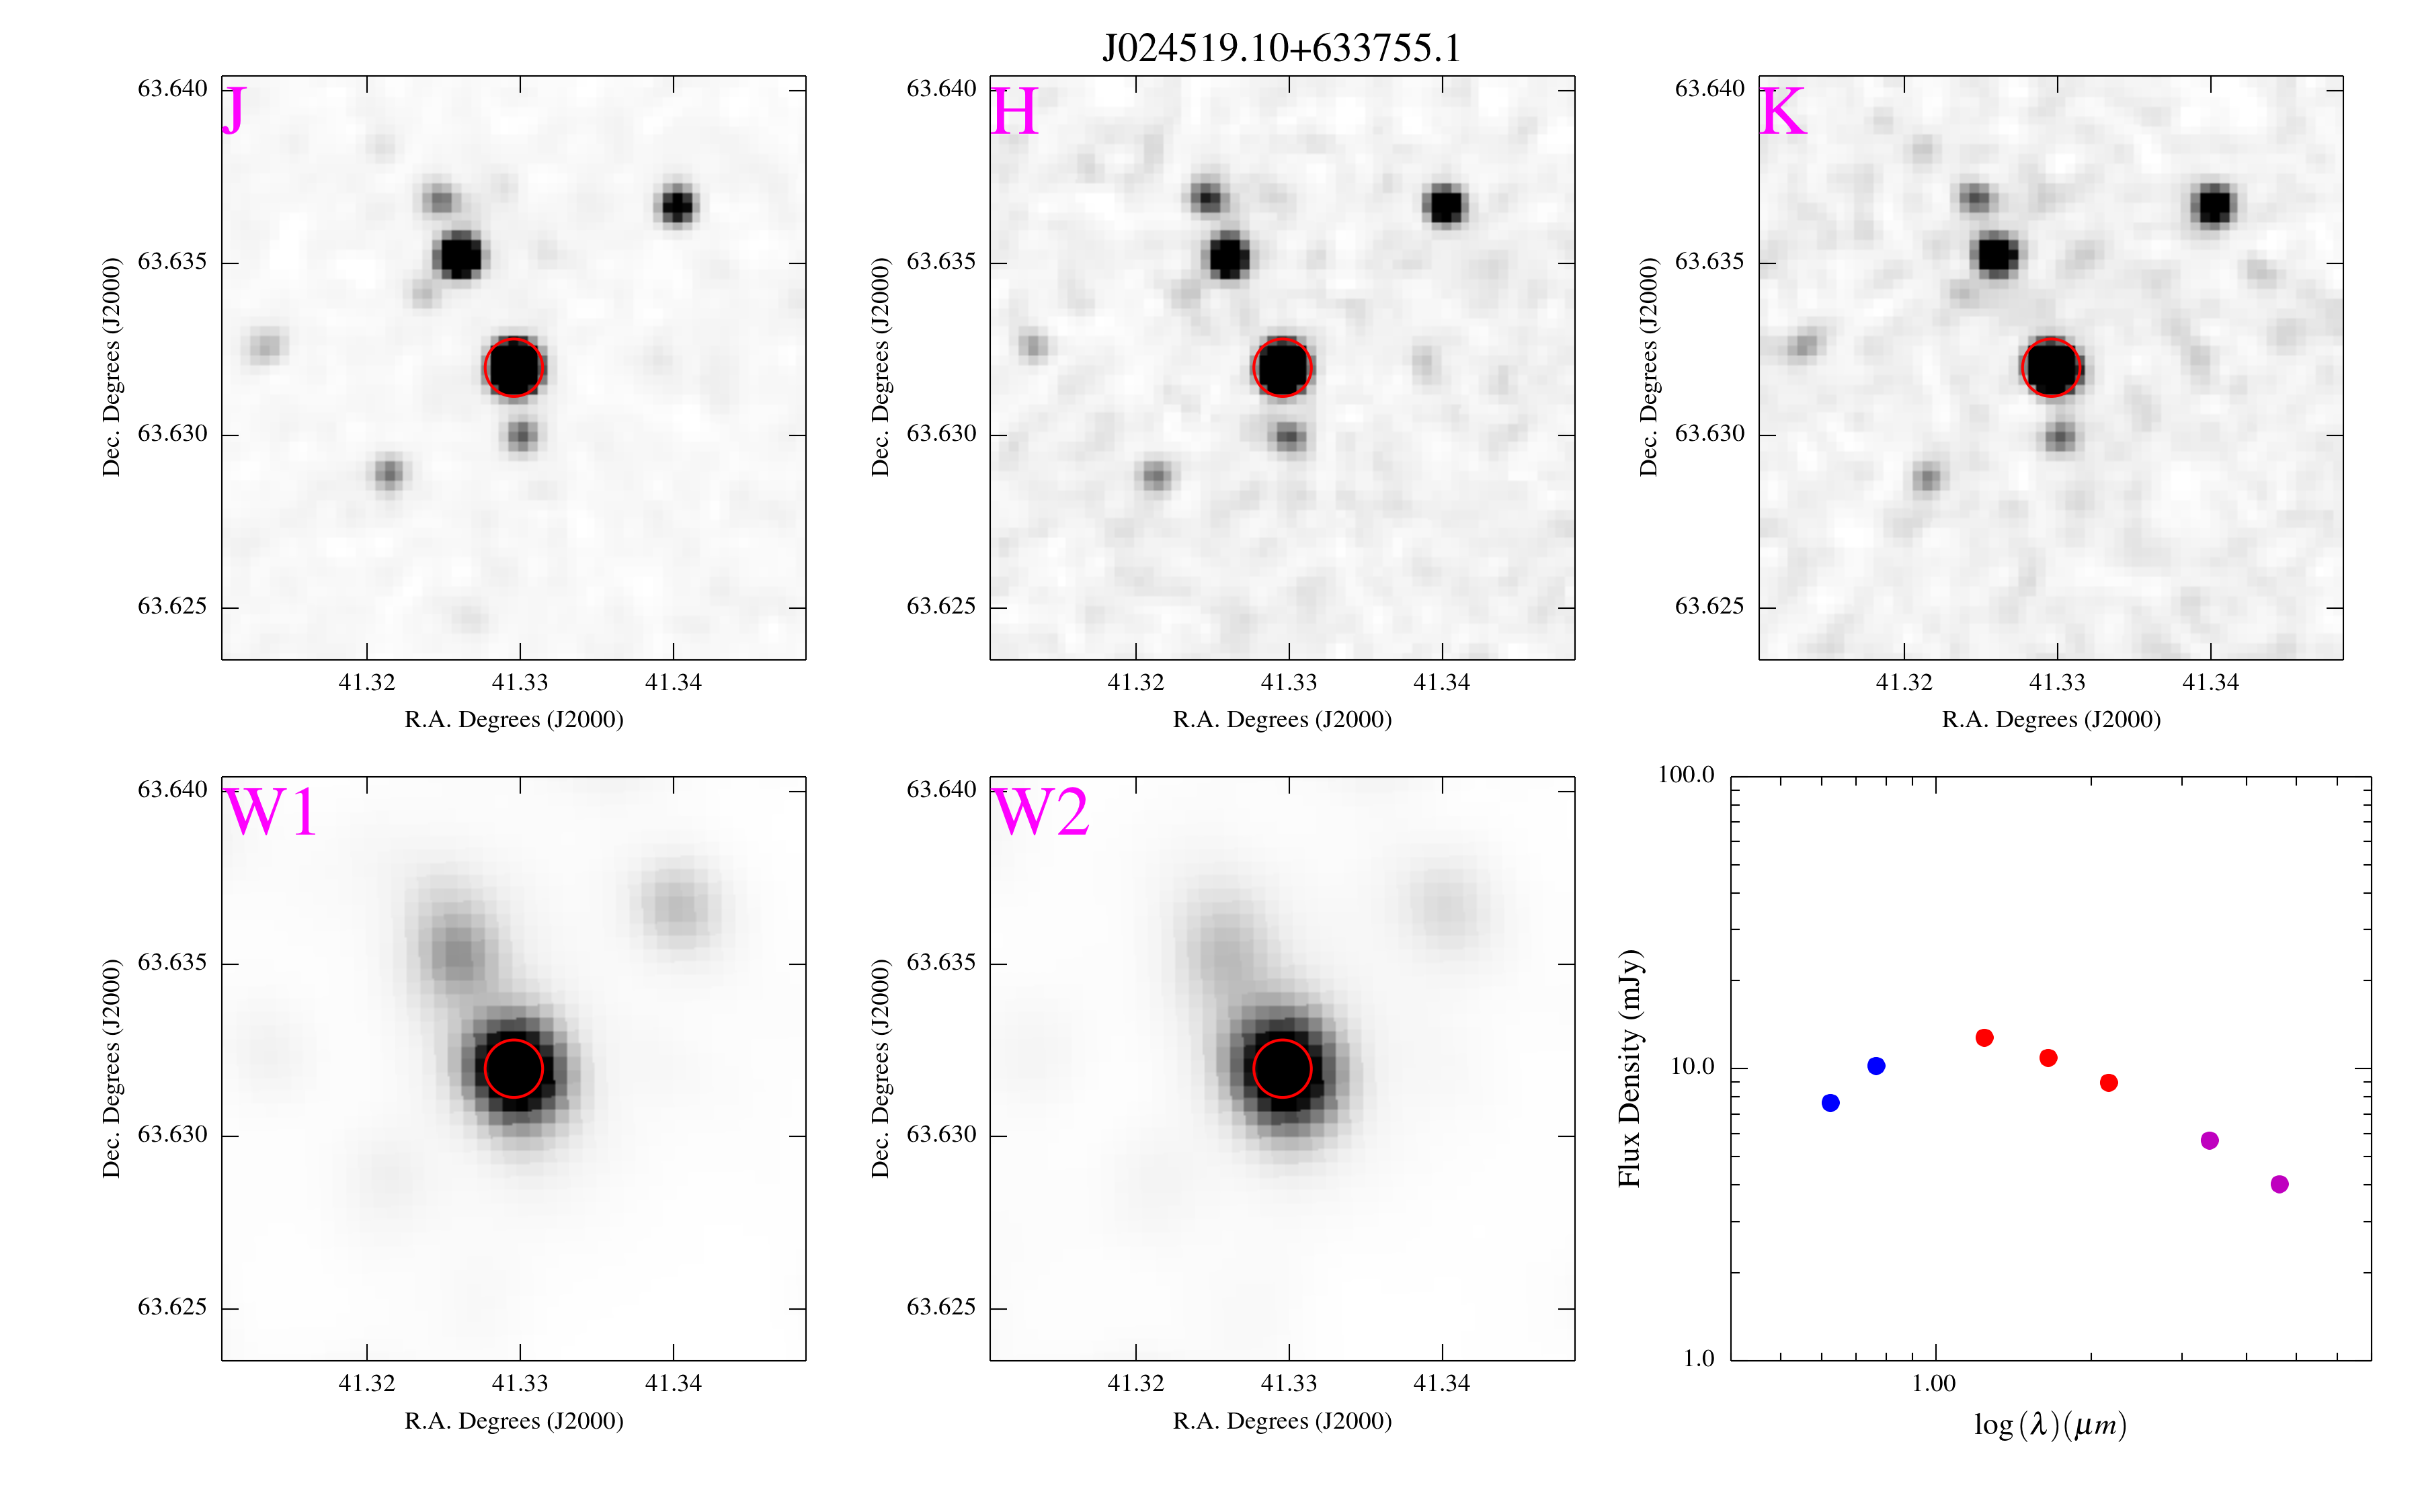 J024519.10+633755.1
J
63.640
63.635
63.630
63.625
Dec. Degrees (J2000)
41.32 41.33 41.34
R.A. Degrees (J2000)
H
63.640
63.635
63.630
63.625
Dec. Degrees (J2000)
41.32 41.33 41.34
R.A. Degrees (J2000)
K
63.640
63.635
63.630
63.625
Dec. Degrees (J2000)
41.32 41.33 41.34
R.A. Degrees (J2000)
W1
63.640
63.635
63.630
63.625
Dec. Degrees (J2000)
41.32 41.33 41.34
R.A. Degrees (J2000)
W2
63.640
63.635
63.630
63.625
Dec. Degrees (J2000)
41.32 41.33 41.34
R.A. Degrees (J2000)
100.0
10.0
1.0
Flux Density (mJy)
1.00
log(λ)(μm)